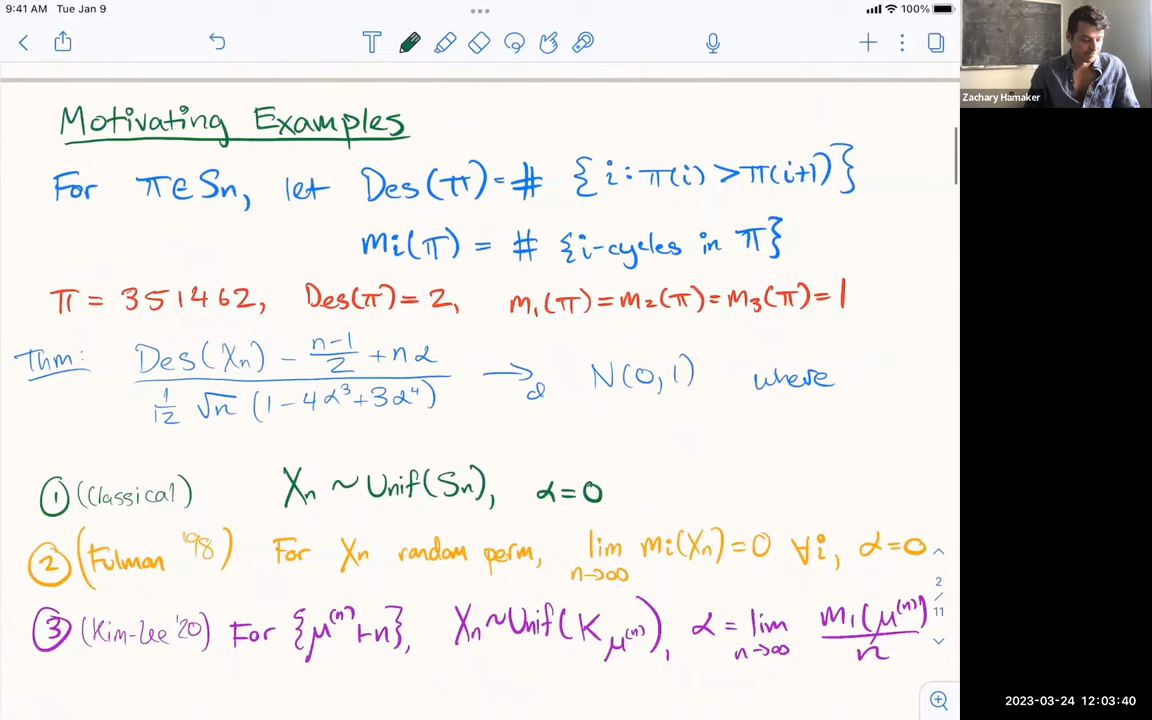 9:41 AM Tue Jan 9
100%
Zachary Hamaker
Motivating Examples
For π∈Sn, let Des(π)= # {i: π(i) > π(i+1)}
mi(π) = # {i-cycles in π}
π = 351462, Des(π)=2, m₁(π)=m₂(π)=m₃(π)=1
Thm: (Des(Xn) - (n-1)/2 + nα) / (1/12 √n (1-4α³+3α⁴)) →d N(0,1) where
① (Classical) Xn ~ Unif(Sn), α=0
② (Fulman '98) For Xn random perm, lim n→∞ mi(Xn)=0 ∀i, α=0
③ (Kim-Lee '20) For {μ⁽ⁿ⁾⊢n}, Xn~Unif(K μ⁽ⁿ⁾), α = lim n→∞ m₁(μ⁽ⁿ⁾)/n
2
11
2023-03-24 12:03:40